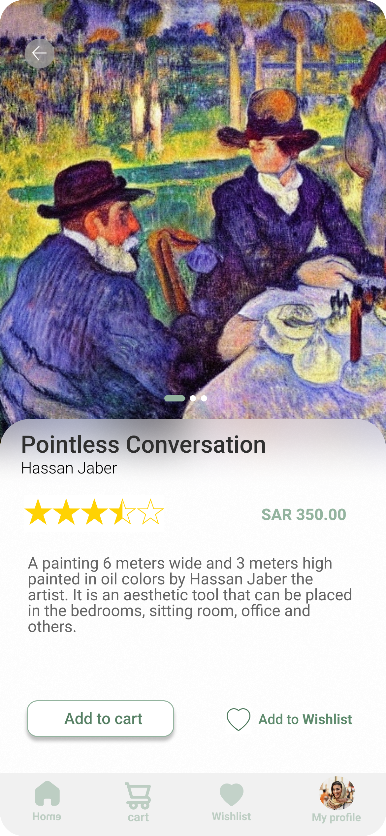 Pointless Conversation
Hassan Jaber
SAR 350.00
A painting 6 meters wide and 3 meters high
painted in oil colors by Hassan Jaber the
artist. It is an aesthetic tool that can be placed
in the bedrooms, sitting room, office and
others.
Add to cart
Add to Wishlist
Home
cart
Wishlist
My profile